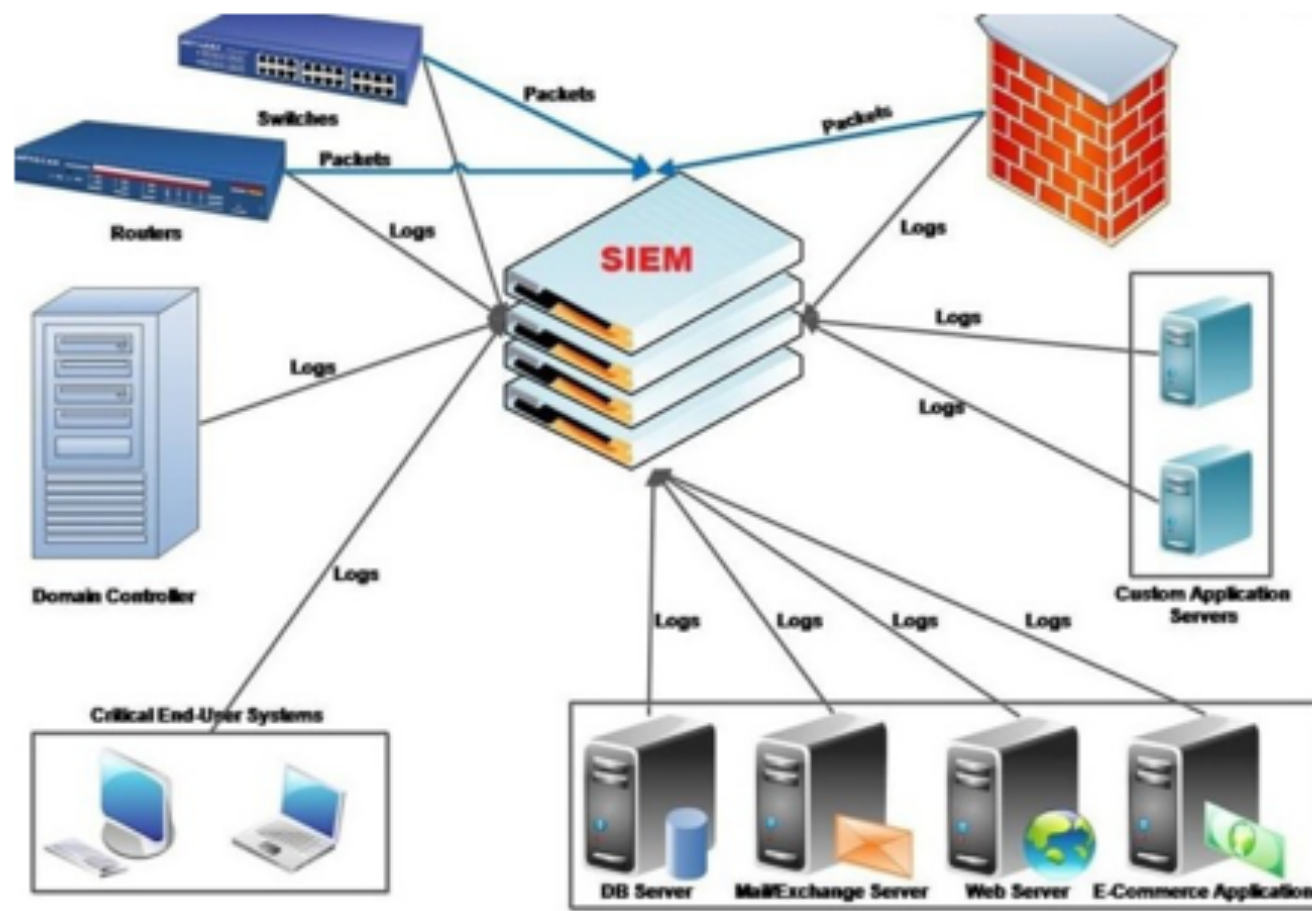 Packets
Switches
Packets
Packets
Routers
Logs
Logs
SIEM
Logs
Logs
Logs
Logs
Domain Controller
Custom Application
Servers
Logs
Logs
Logs
Logs
Critical End-User Systems
DB Server
Mail/Exchange Server
Web Server
E-Commerce Application